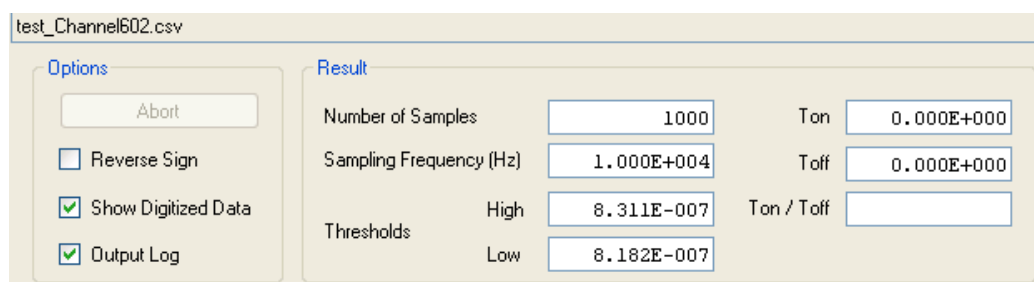 test_Channel602.csv
Options
Abort
Reverse Sign
Show Digitized Data
Output Log
Result
Number of Samples 1000 Ton 0.000E+000
Sampling Frequency (Hz) 1.000E+004 Toff 0.000E+000
Thresholds
High 8.311E-007 Ton / Toff
Low 8.182E-007